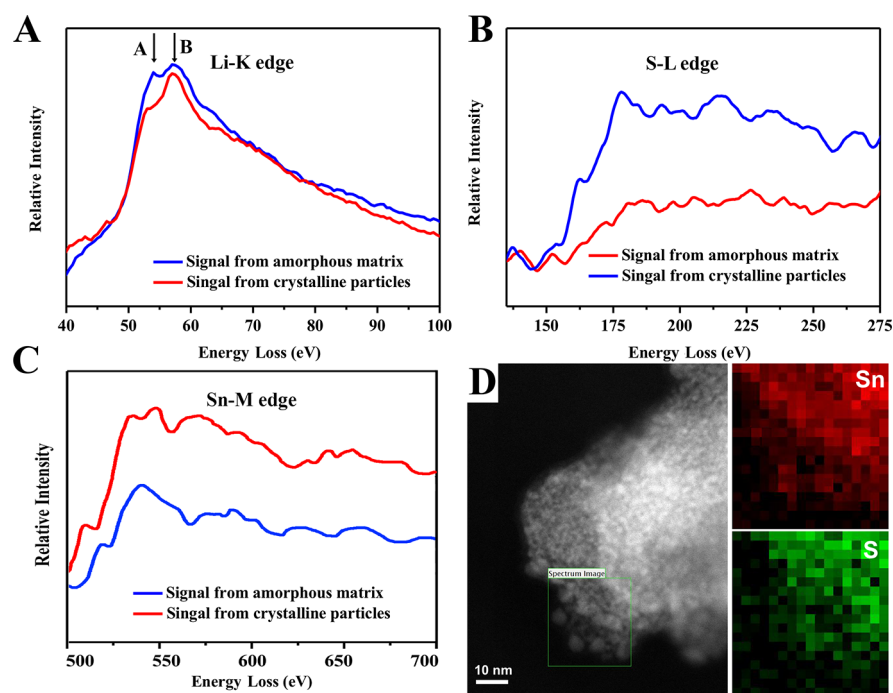 A
A B
Li-K edge
Relative Intensity
Signal from amorphous matrix
Singal from crystalline particles
40 50 60 70 80 90 100
Energy Loss (eV)
B
S-L edge
Relative Intensity
Signal from amorphous matrix
Singal from crystalline particles
150 175 200 225 250 275
Energy Loss (eV)
C
Sn-M edge
Relative Intensity
Signal from amorphous matrix
Singal from crystalline particles
500 550 600 650 700
Energy Loss (eV)
D
Spectrum Image
10 nm
Sn
S